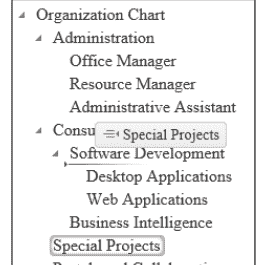 Organization Chart
Administration
Office Manager
Resource Manager
Administrative Assistant
Special Projects
Software Development
Desktop Applications
Web Applications
Business Intelligence
Special Projects